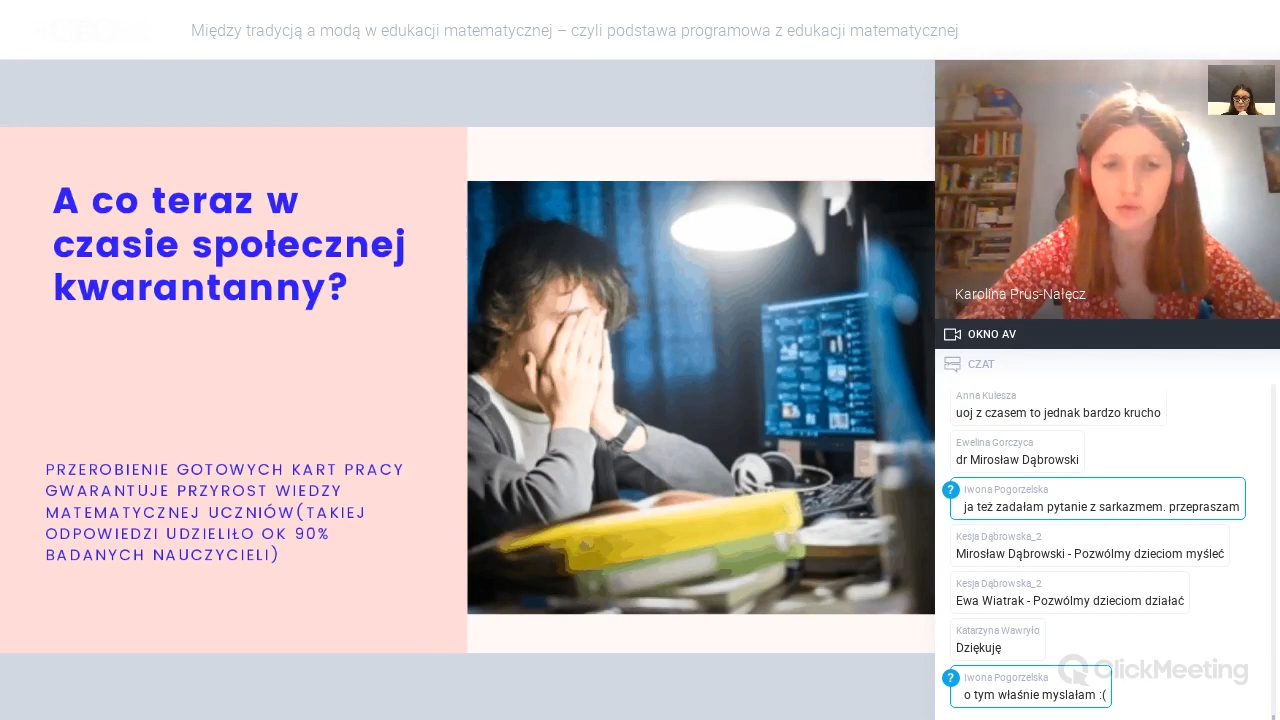 Między tradycją a modą w edukacji matematycznej – czyli podstawa programowa z edukacji matematycznej
A co teraz w
czasie społecznej
kwarantanny?
PRZEROBIENIE GOTOWYCH KART PRACY
GWARANTUJE PRZYROST WIEDZY
MATEMATYCZNEJ UCZNIÓW(TAKIEJ
ODPOWIEDZI UDZIELIŁO OK 90%
BADANYCH NAUCZYCIELI)
Karolina Prus-Nałęcz
OKNO AV
CZAT
Anna Kulesza
uoj z czasem to jednak bardzo krucho
Ewelina Gorczyca
dr Mirosław Dąbrowski
? Iwona Pogorzelska
ja też zadałam pytanie z sarkazmem. przepraszam
Kesja Dąbrowska_2
Mirosław Dąbrowski - Pozwólmy dzieciom myśleć
Kesja Dąbrowska_2
Ewa Wiatrak - Pozwólmy dzieciom działać
Katarzyna Wawryło
Dziękuję
? Iwona Pogorzelska
o tym właśnie myslałam :(
ClickMeeting